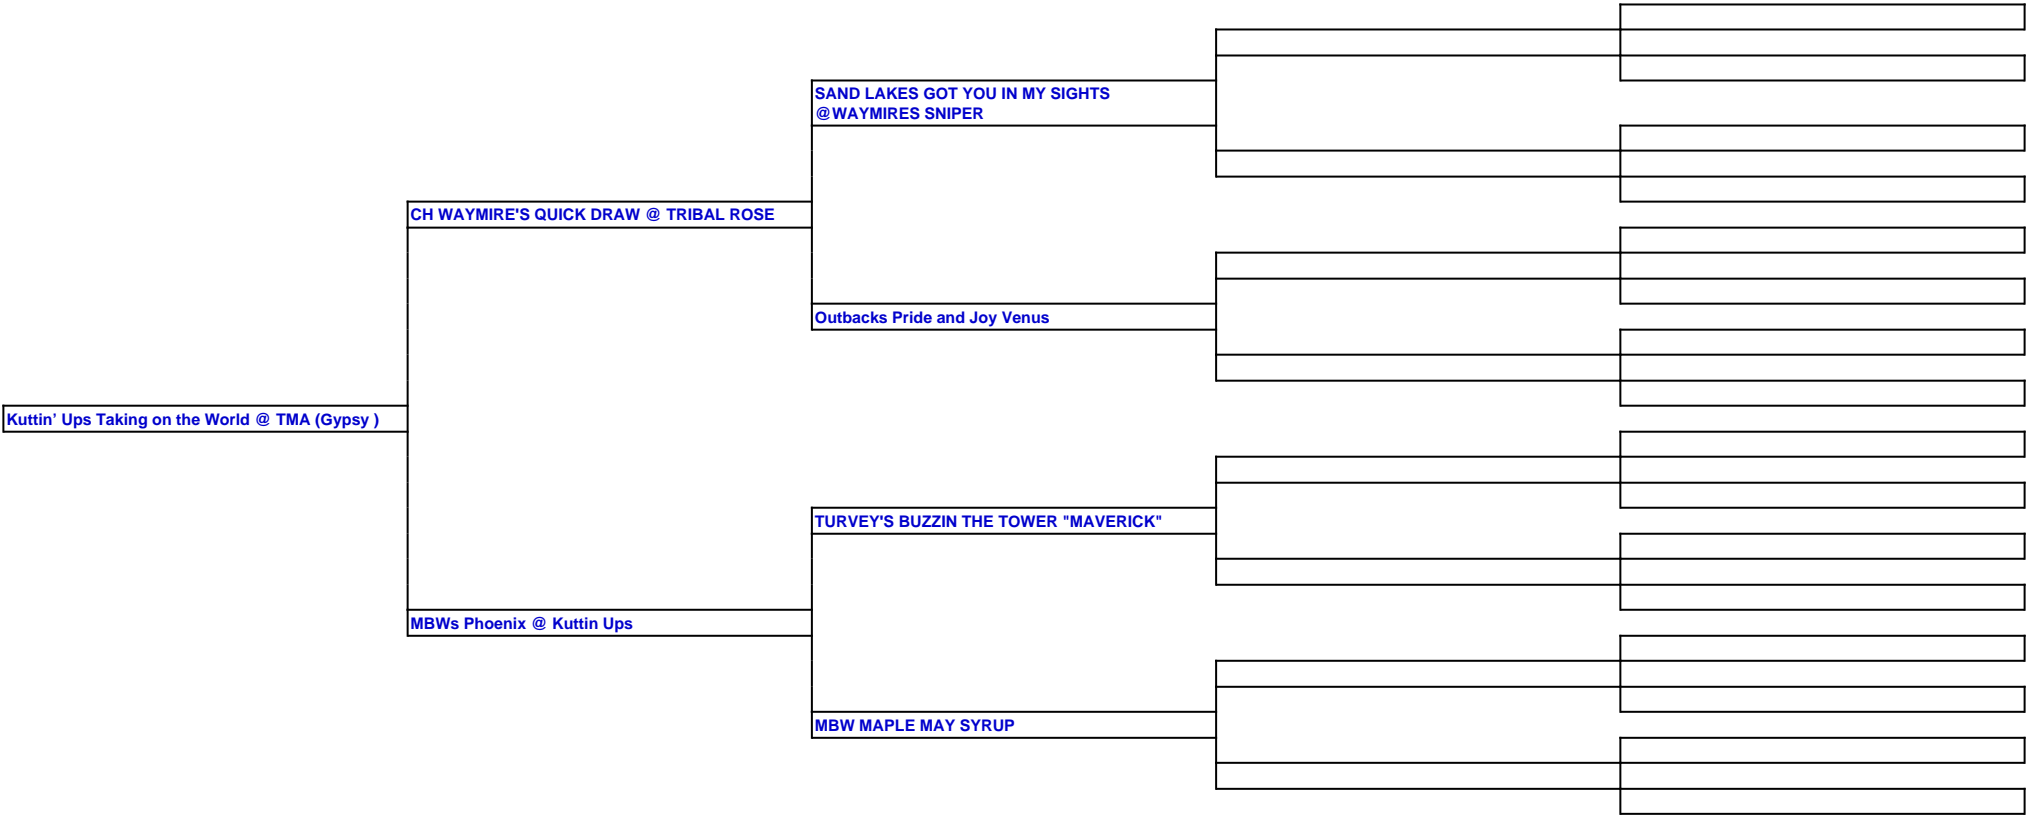 SAND LAKES GOT YOU IN MY SIGHTS
@WAYMIRES SNIPER
CH WAYMIRE'S QUICK DRAW @ TRIBAL ROSE
Outbacks Pride and Joy Venus
Kuttin’ Ups Taking on the World @ TMA (Gypsy )
TURVEY'S BUZZIN THE TOWER "MAVERICK"
MBWs Phoenix @ Kuttin Ups
MBW MAPLE MAY SYRUP